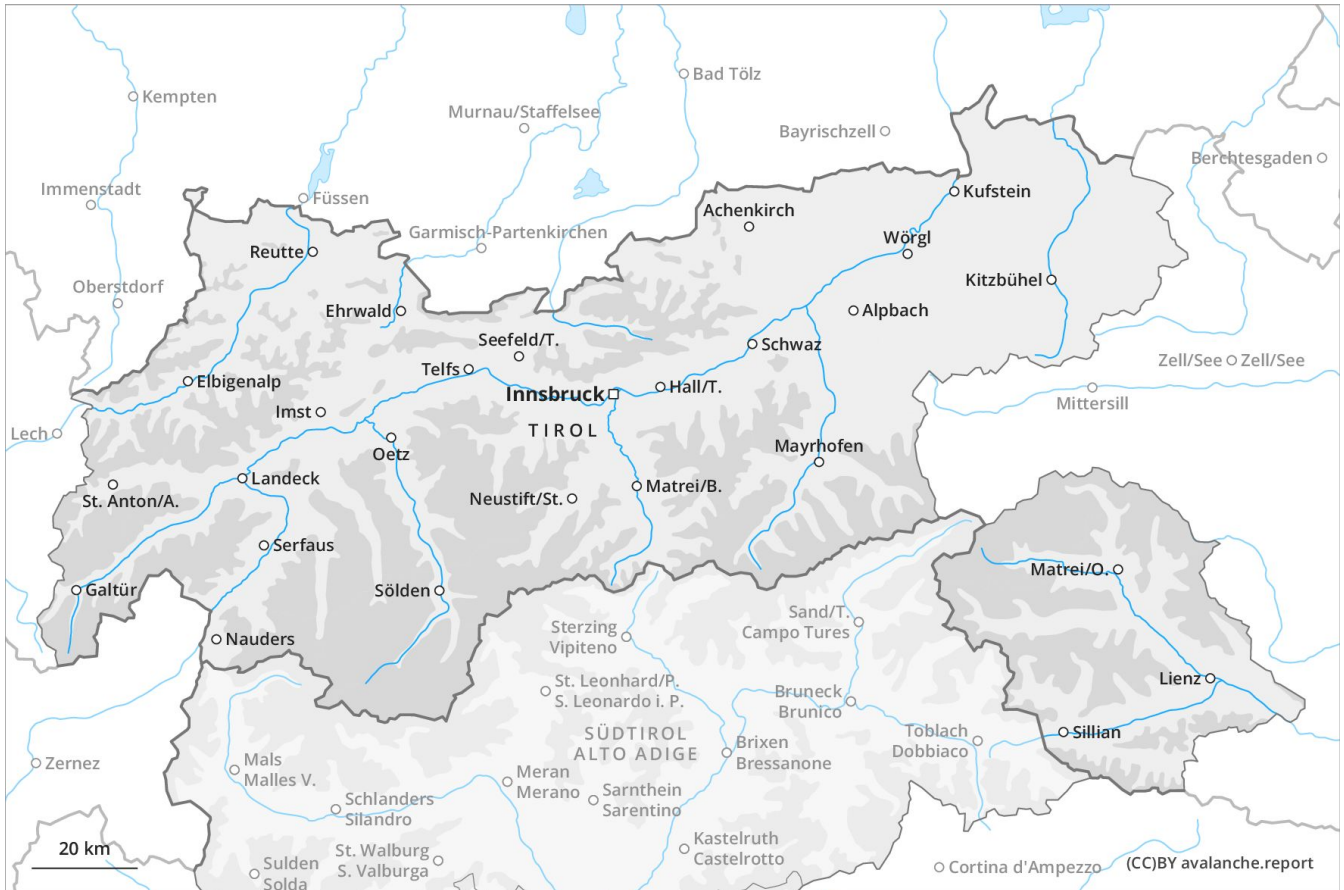 Kempten
Bad Tölz
Murnau/Staffelsee
Bayrischzell
Berchtesgaden
Immenstadt
Füssen
Kufstein
Achenkirch
Garmisch-Partenkirchen
Wörgl
Reutte
Kitzbühel
Oberstdorf
Ehrwald
Alpbach
Seefeld/T.
Schwaz
Telfs
Zell/See
Zell/See
Elbigenalp
Hall/T.
Innsbruck
Mittersill
Imst
Lech
TIROL
Oetz
Mayrhofen
Landeck
St. Anton/A.
Neustift/St.
Matrei/B.
Serfaus
Matrei/O.
Galtür
Sölden
Sand/T.
Campo Tures
Nauders
Sterzing
Vipiteno
Lienz
St. Leonhard/P.
S. Leonardo i. P.
Bruneck
Brunico
SÜDTIROL
ALTO ADIGE
Toblach
Dobbiaco
Sillian
Brixen
Bressanone
Zernez
Mals
Malles V.
Meran
Merano
Sarnthein
Sarentino
Schlanders
Silandro
Kastelruth
Castelrotto
20 km
St. Walburg
S. Valburga
Sulden
Solda
Cortina d'Ampezzo
(CC)BY avalanche.report